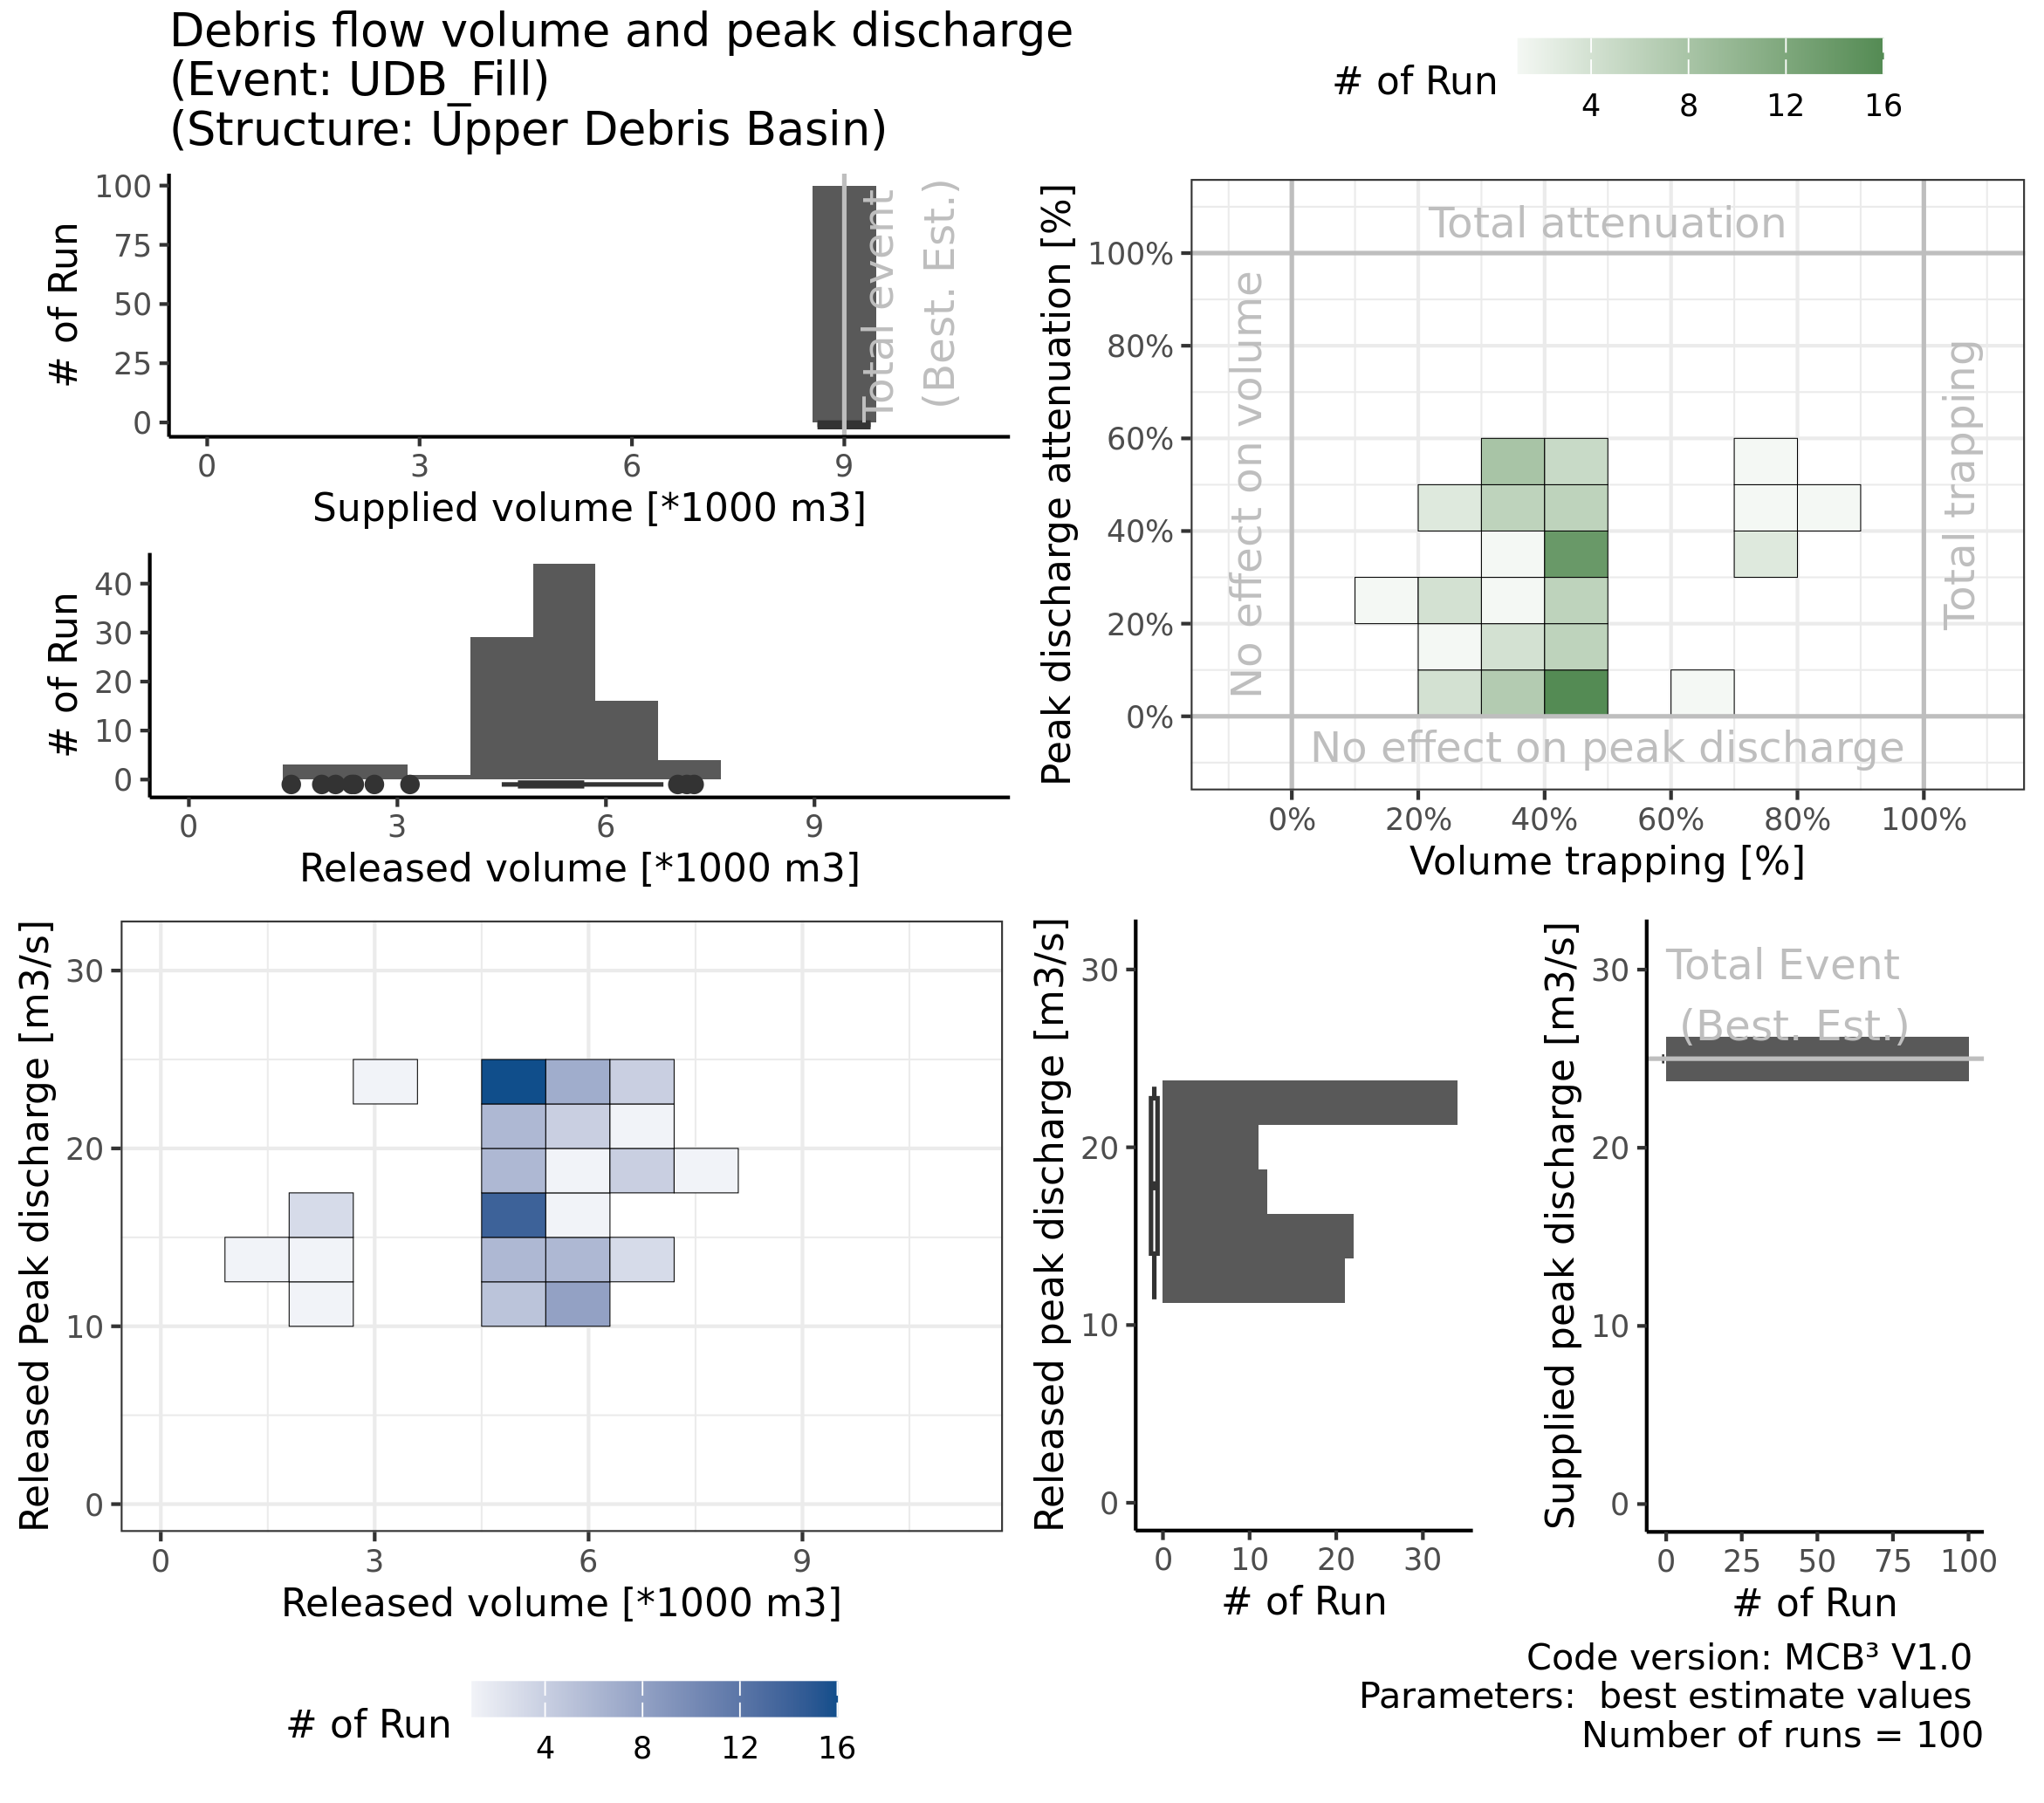 Debris flow volume and peak discharge
(Event: UDB_Fill)
(Structure: Upper Debris Basin)
# of Run
4 8 12 16
# of Run
100
75
50
25
0
Total event
(Best. Est.)
0 3 6 9
Supplied volume [*1000 m3]
# of Run
40
30
20
10
0
0 3 6 9
Released volume [*1000 m3]
Peak discharge attenuation [%]
100%
80%
60%
40%
20%
0%
Total attenuation
No effect on volume
Total trapping
No effect on peak discharge
0% 20% 40% 60% 80% 100%
Volume trapping [%]
Released Peak discharge [m3/s]
30
20
10
0
0 3 6 9
Released volume [*1000 m3]
# of Run
4 8 12 16
Released peak discharge [m3/s]
30
20
10
0
0 10 20 30
# of Run
Supplied peak discharge [m3/s]
30
20
10
0
Total Event
(Best. Est.)
0 25 50 75 100
# of Run
Code version: MCB³ V1.0
Parameters:  best estimate values
Number of runs = 100